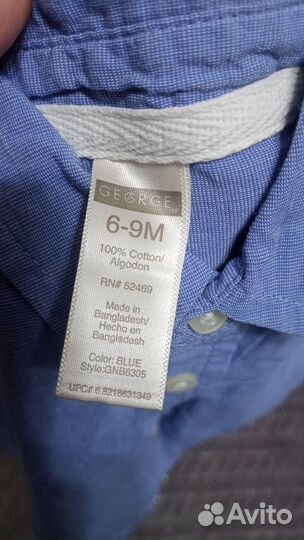 GEORGE
6-9M
100% Cotton/
Algodon
RN# 52469
Made in
Bangladesh/
Hecho en
Bangladesh
Color: BLUE
Style:GNB6305
UPC# 6 8218631349
Avito